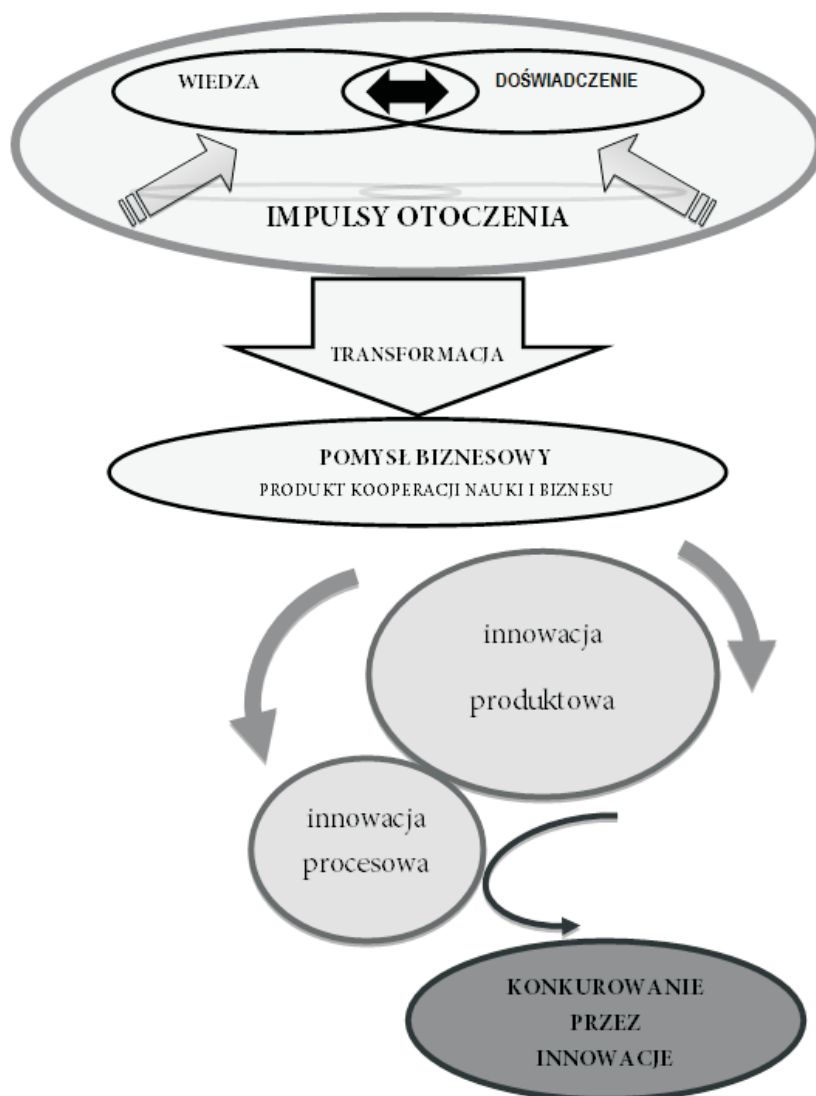 WIEDZA
DOŚWIADCZENIE
IMPULSY OTOCZENIA
TRANSFORMACJA
POMYSŁ BIZNESOWY
PRODUKT KOOPERACJI NAUKI I BIZNESU
innowacja
produktowa
innowacja
procesowa
KONKUROWANIE
PRZEZ
INNOWACJE